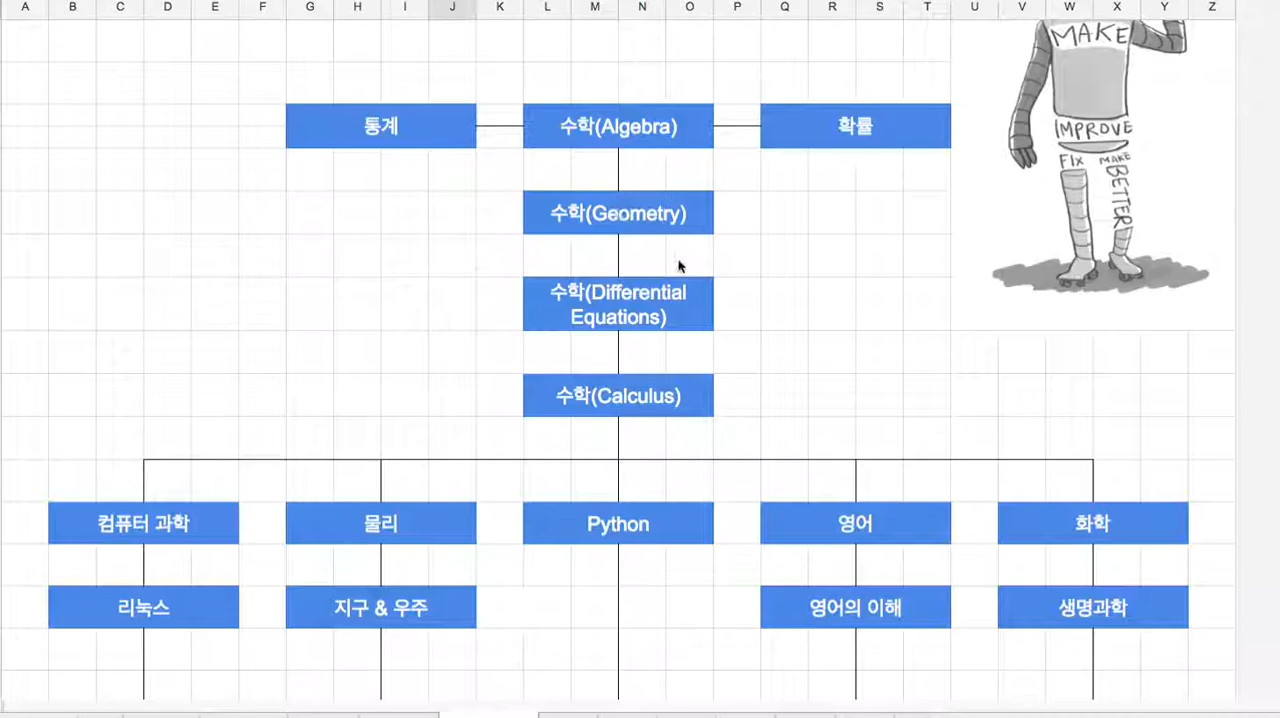 A B C D E F G H I J K L M N O P Q R S T U V W X Y Z
MAKE
통계 수학(Algebra) 확률
IMPROVE
FIX MAKE
BETTER
수학(Geometry)
수학(Differential
Equations)
수학(Calculus)
컴퓨터 과학 물리 Python 영어 화학
리눅스 지구 & 우주 영어의 이해 생명과학